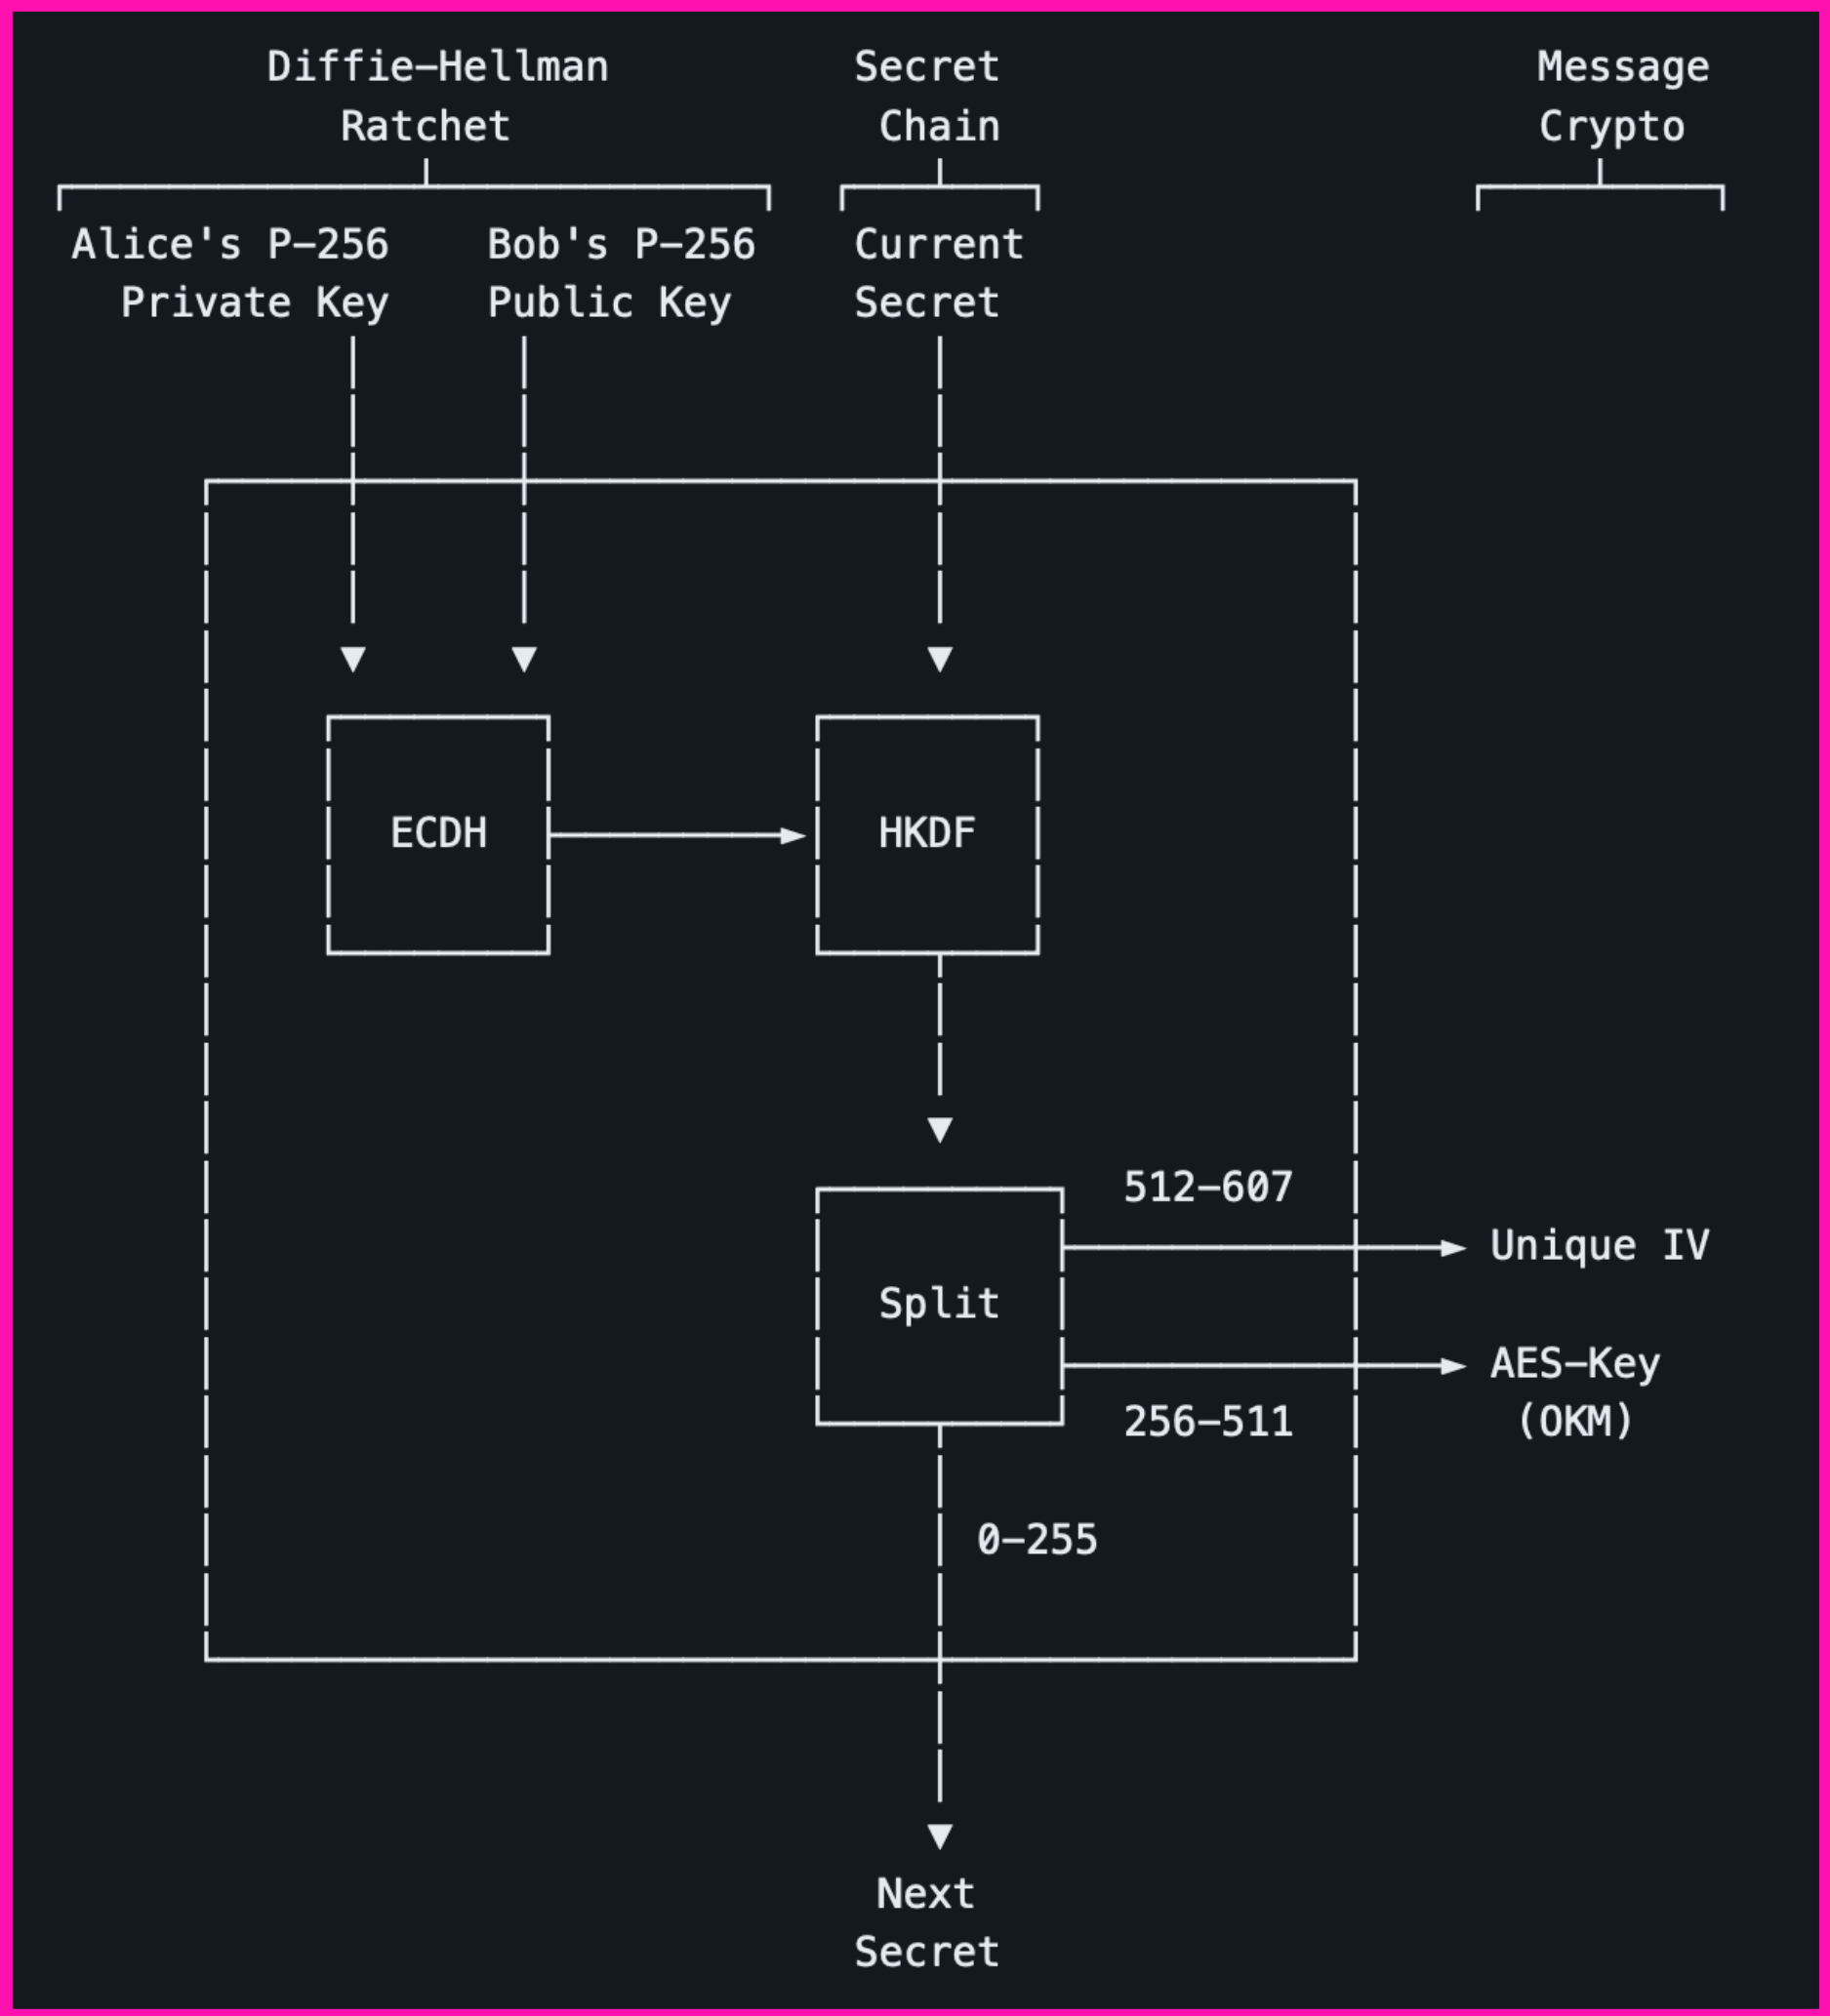 Diffie-Hellman
Ratchet
Secret
Chain
Message
Crypto
Alice's P-256
Private Key
Bob's P-256
Public Key
Current
Secret
ECDH
HKDF
512-607
Unique IV
Split
AES-Key
(OKM)
256-511
0-255
Next
Secret